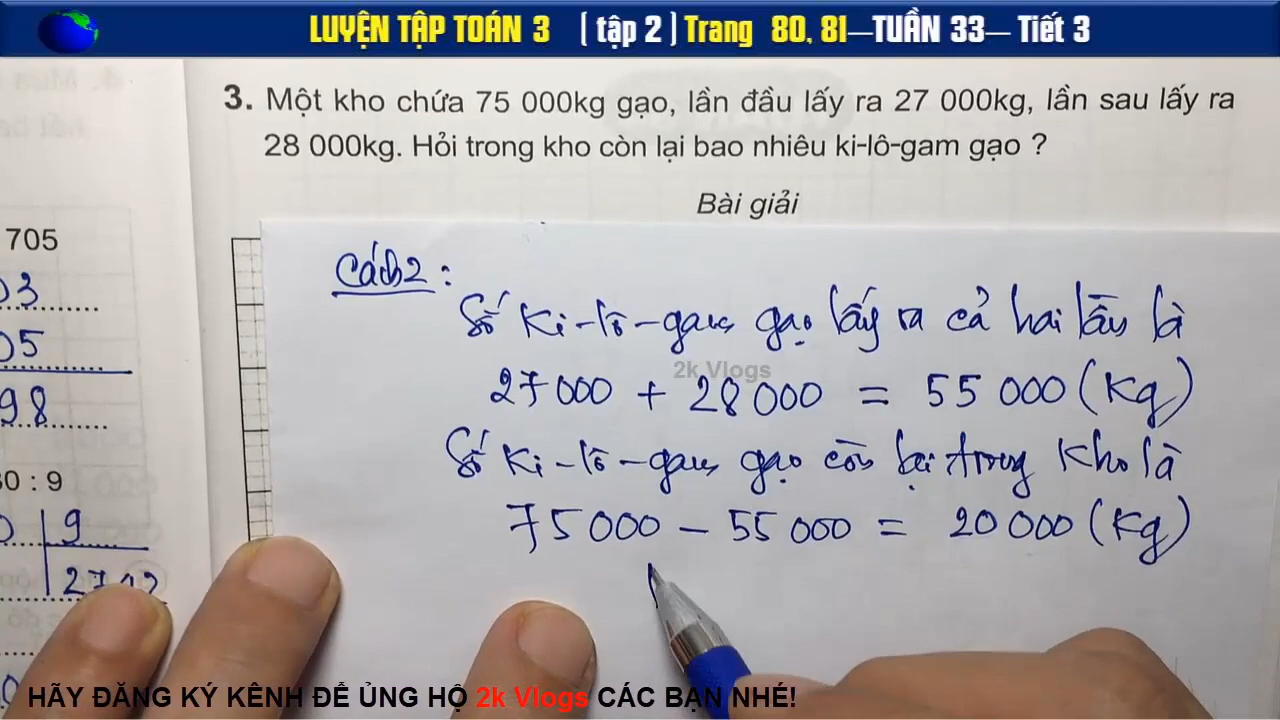 LUYỆN TẬP TOÁN 3 ( tập 2 ) Trang 80, 81–TUẦN 33– Tiết 3
3. Một kho chứa 75 000kg gạo, lần đầu lấy ra 27 000kg, lần sau lấy ra
28 000kg. Hỏi trong kho còn lại bao nhiêu ki-lô-gam gạo ?
Bài giải
Cách 2 :
Số Ki-lô-gam gạo lấy ra cả hai lần là
2k Vlogs
27 000 + 28 000 = 55 000 (Kg)
Số Ki-lô-gam gạo còn lại trong kho là
75 000 - 55 000 = 20 000 (Kg)
705
03
05
98
0 : 9
9
HÃY ĐĂNG KÝ KÊNH ĐỂ ỦNG HỘ 2k Vlogs CÁC BẠN NHÉ!